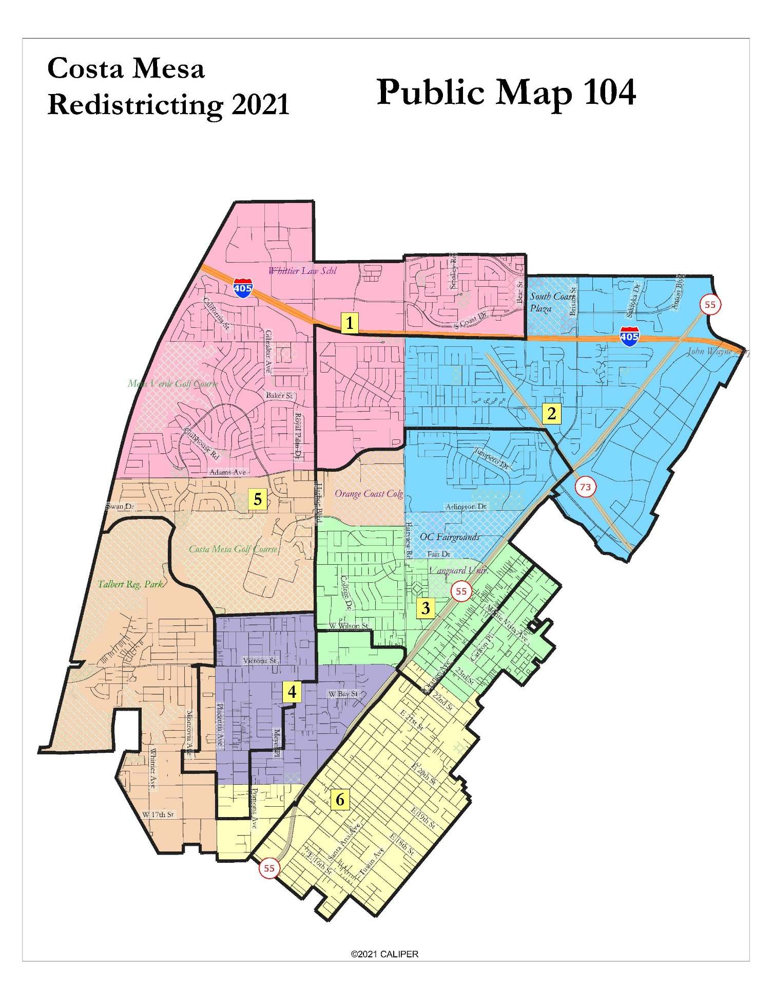 Costa Mesa
Redistricting 2021
Public Map 104
Whittier Law Schl
405
California St
Gibraltar Ave
1
Smalley Rd
Bear St
S Coast Dr
South Coast
Plaza
Bristol St
Sakioka Dr
Anton Blvd
55
405
John Wayne Airp
Mesa Verde Golf Course
Baker St
Royal Palm Dr
Clubhouse Rd
2
Junipero Dr
Adams Ave
Swan Dr
5
Harbor Blvd
Orange Coast Colg
Arlington Dr
73
Fairview Rd
OC Fairgrounds
Fair Dr
Costa Mesa Golf Course
Talbert Reg. Park
Vanguard Univ.
55
College Dr
3
W Wilson St
Monte Vista Ave
Carlton Pl
Orange Ave
23rd St
22nd St
Victoria St
4
W Bay St
E 21st St
Monrovia Ave
Placentia Ave
Meyer Pl
Whittier Ave
E 20th St
Pomona Ave
6
W 17th St
E 19th St
E 18th St
Santa Ana Ave
Tustin Ave
E 16th St
55
©2021 CALIPER